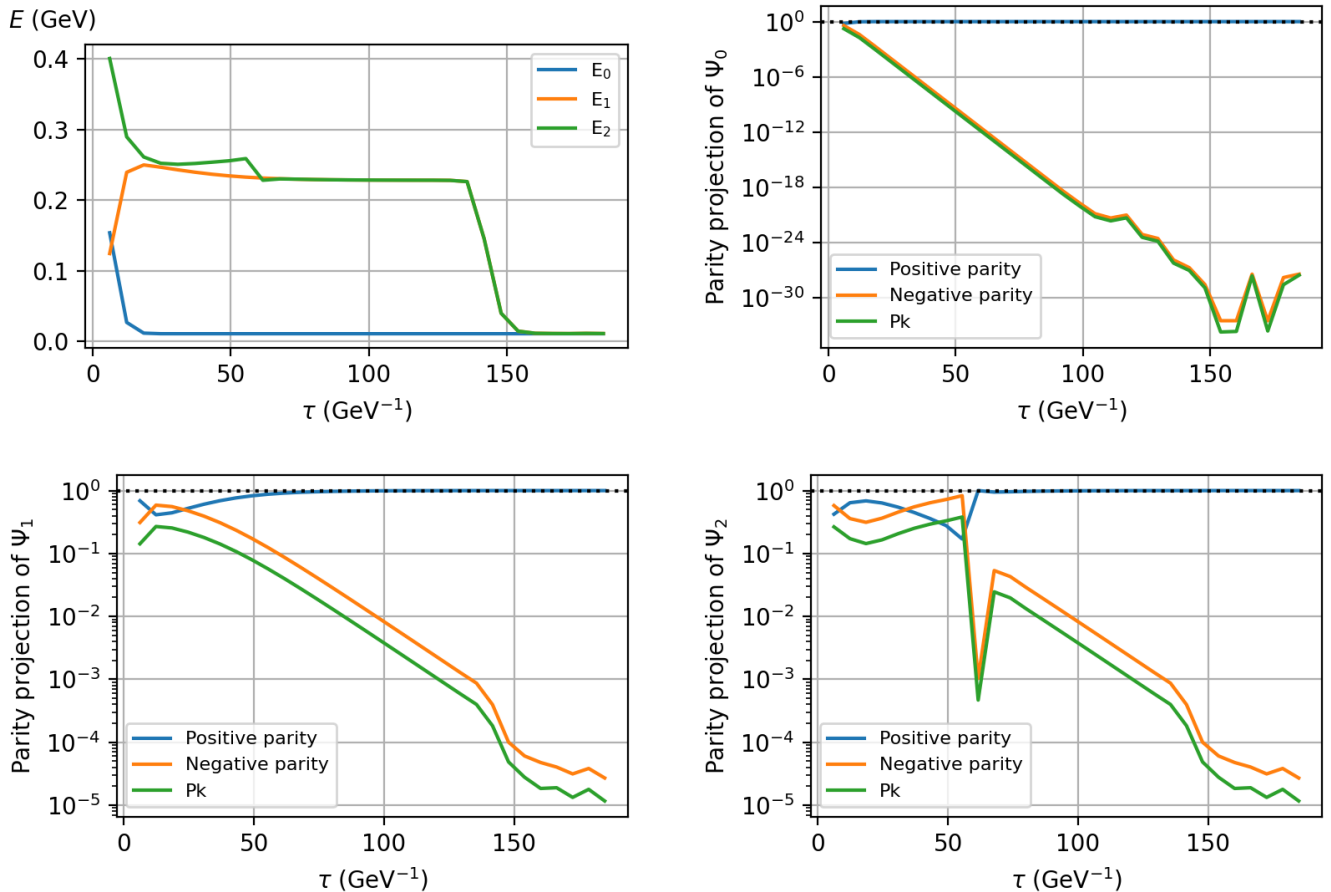 E (GeV)
0.4
0.3
0.2
0.1
0.0
E₀
E₁
E₂
0
50
100
150
τ (GeV⁻¹)
Parity projection of Ψ₀
10⁰
10⁻⁶
10⁻¹²
10⁻¹⁸
10⁻²⁴
10⁻³⁰
Positive parity
Negative parity
Pk
0
50
100
150
τ (GeV⁻¹)
Parity projection of Ψ₁
10⁰
10⁻¹
10⁻²
10⁻³
10⁻⁴
10⁻⁵
Positive parity
Negative parity
Pk
0
50
100
150
τ (GeV⁻¹)
Parity projection of Ψ₂
10⁰
10⁻¹
10⁻²
10⁻³
10⁻⁴
10⁻�5
Positive parity
Negative parity
Pk
0
50
100
150
τ (GeV⁻¹)